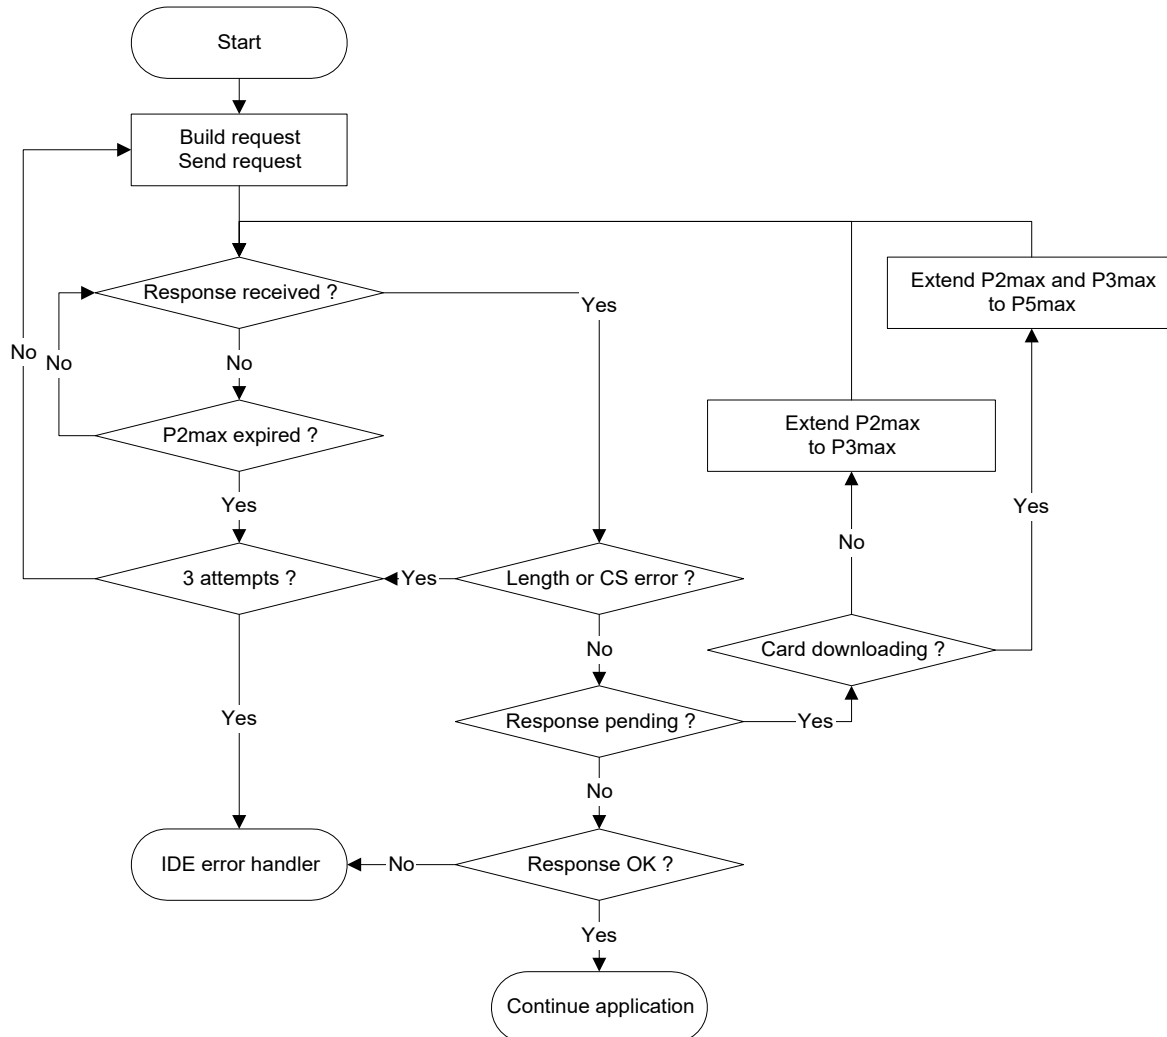 Start
Build request
Send request
Response received ?
Yes
Extend P2max and P3max
to P5max
No
No
No
P2max expired ?
Extend P2max
to P3max
Yes
Yes
No
3 attempts ?
Yes
Length or CS error ?
No
Card downloading ?
Yes
Response pending ?
Yes
No
IDE error handler
No
Response OK ?
Yes
Continue application